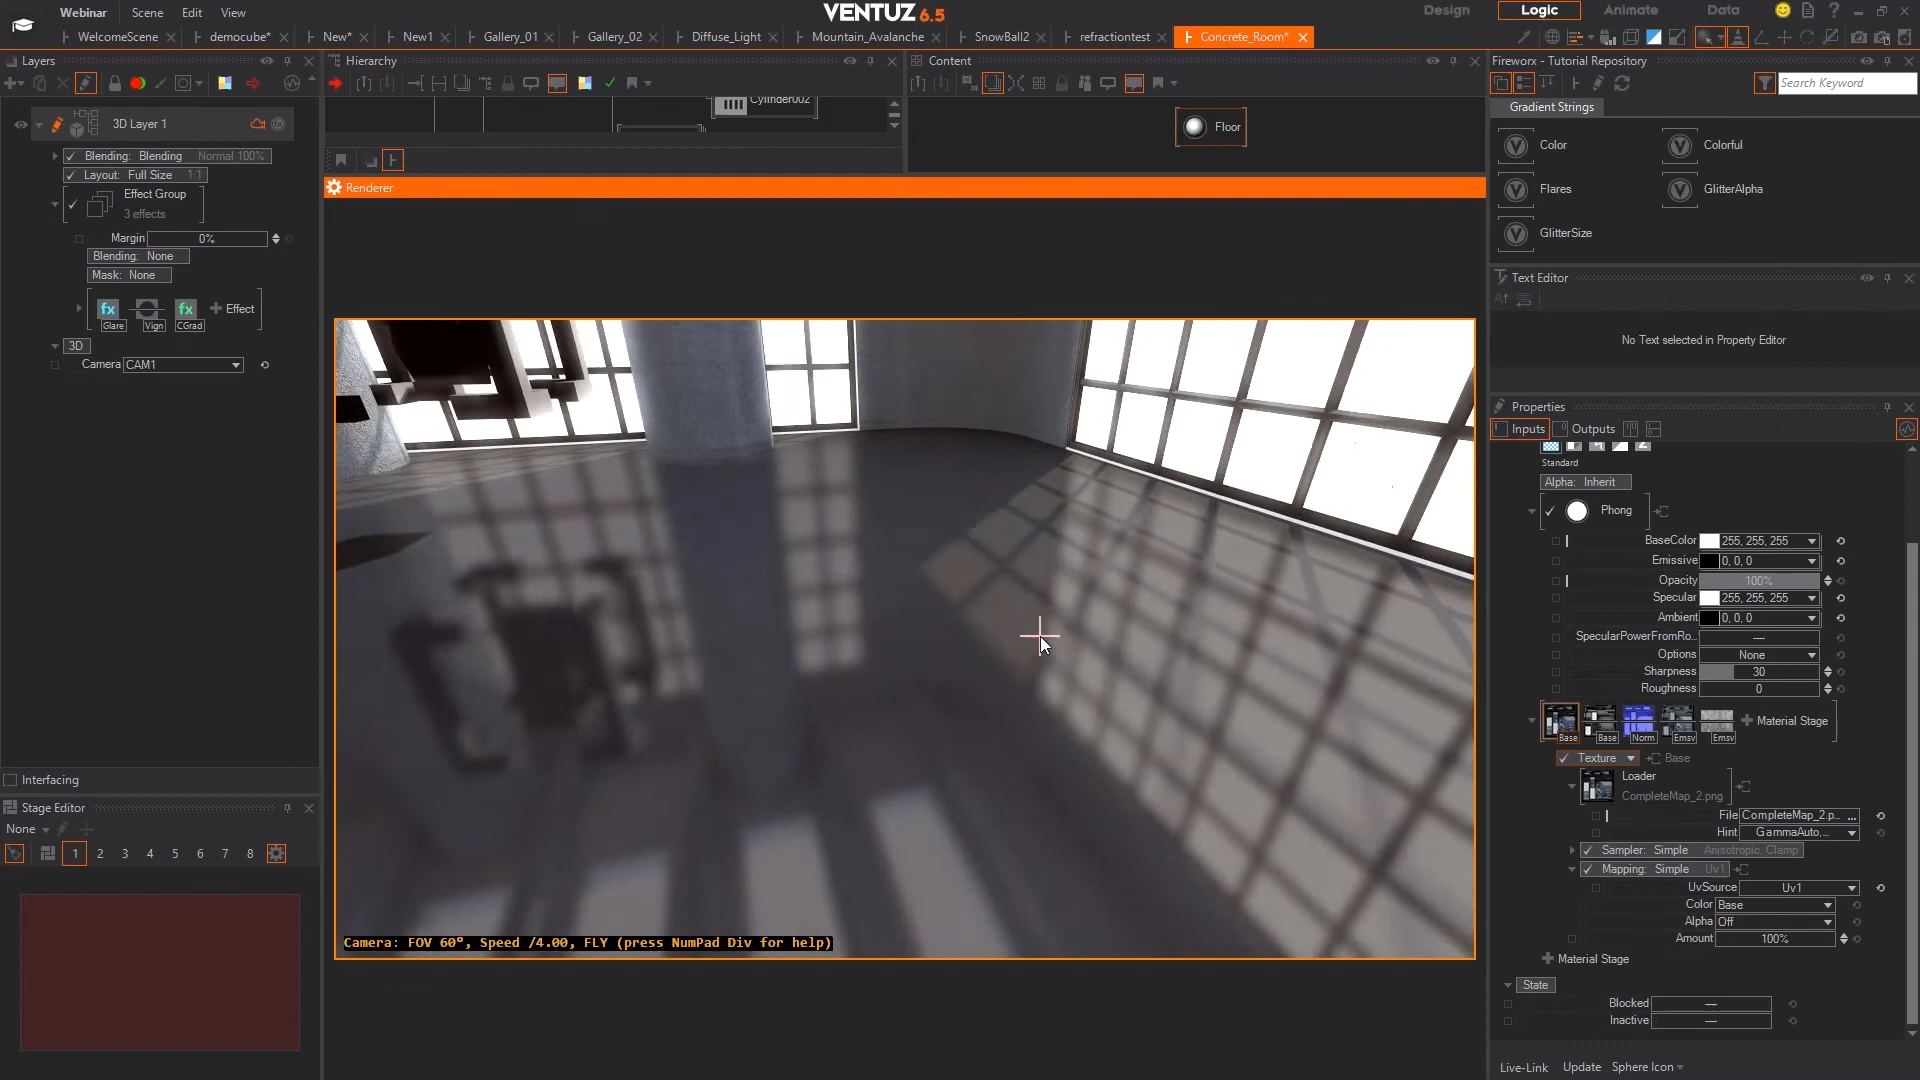 Webinar Scene Edit View VENTUZ 6.5 Design Logic Animate Data
WelcomeScene democube* New* New1 Gallery_01 Gallery_02 Diffuse_Light Mountain_Avalanche SnowBall2 refractiontest Concrete_Room*
Layers
3D Layer 1
Blending: Blending Normal 100%
Layout: Full Size 1:1
Effect Group
3 effects
Margin 0%
Blending: None
Mask: None
fx fx Effect
Glare Vign CGrad
3D
Camera CAM1
Interfacing
Stage Editor
None
1 2 3 4 5 6 7 8
Hierarchy
Cylinder002
Content
Floor
Renderer
Camera: FOV 60º, Speed /4.00, FLY (press NumPad Div for help)
Fireworx - Tutorial Repository
Search Keyword
Gradient Strings
Color Colorful
Flares GlitterAlpha
GlitterSize
Text Editor
No Text selected in Property Editor
Properties
Inputs Outputs
Standard
Alpha: Inherit
Phong
BaseColor 255, 255, 255
Emissive 0, 0, 0
Opacity 100%
Specular 255, 255, 255
Ambient 0, 0, 0
SpecularPowerFromRo... —
Options None
Sharpness 30
Roughness 0
Base Base Norm Emsv Emsv Material Stage
Texture Base
Loader
CompleteMap_2.png
File CompleteMap_2.p... ...
Hint GammaAuto,...
Sampler: Simple Anisotropic, Clamp
Mapping: Simple Uv1
UvSource Uv1
Color Base
Alpha Off
Amount 100%
Material Stage
State
Blocked —
Inactive —
Live-Link Update Sphere Icon